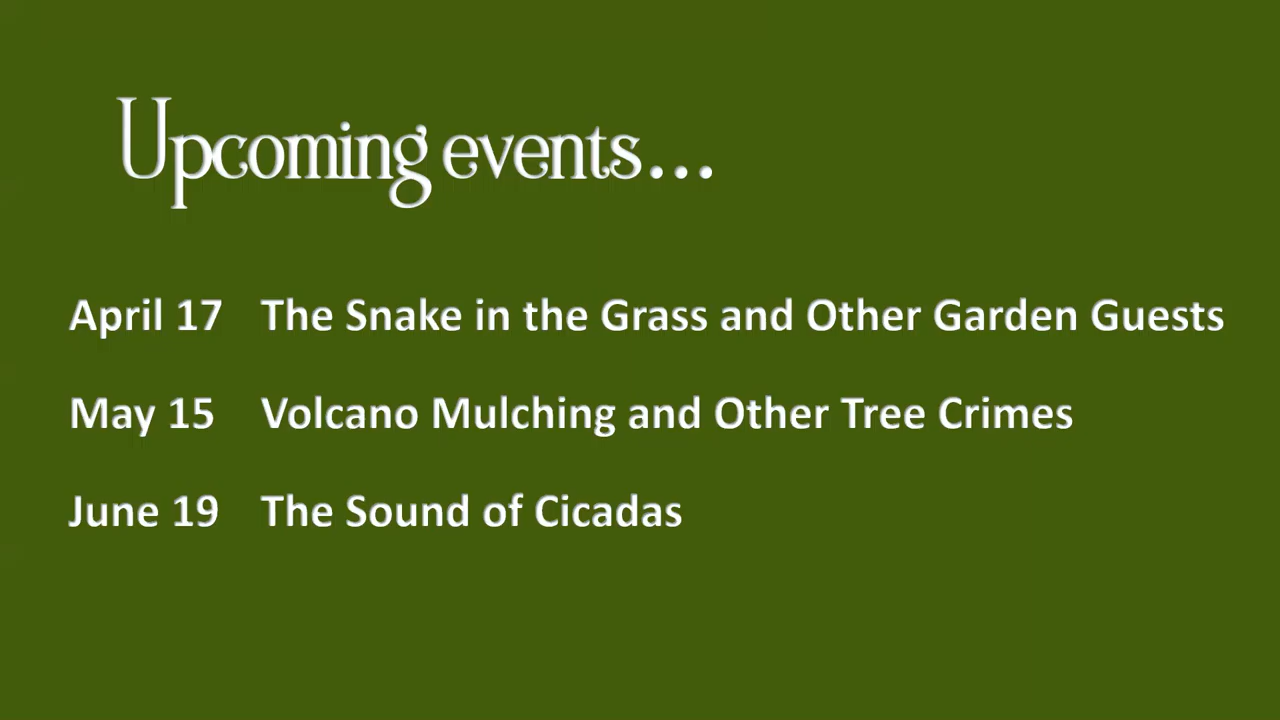 Upcoming events...
April 17 The Snake in the Grass and Other Garden Guests
May 15 Volcano Mulching and Other Tree Crimes
June 19 The Sound of Cicadas